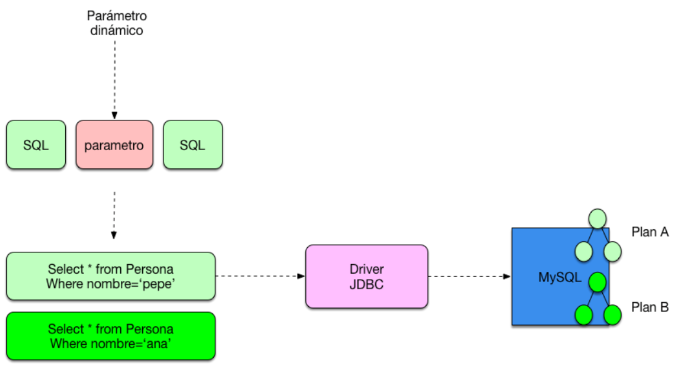 Parámetro
dinámico
SQL
parametro
SQL
Select * from Persona
Where nombre=‘pepe’
Driver
JDBC
MySQL
Plan A
Plan B
Select * from Persona
Where nombre=‘ana’